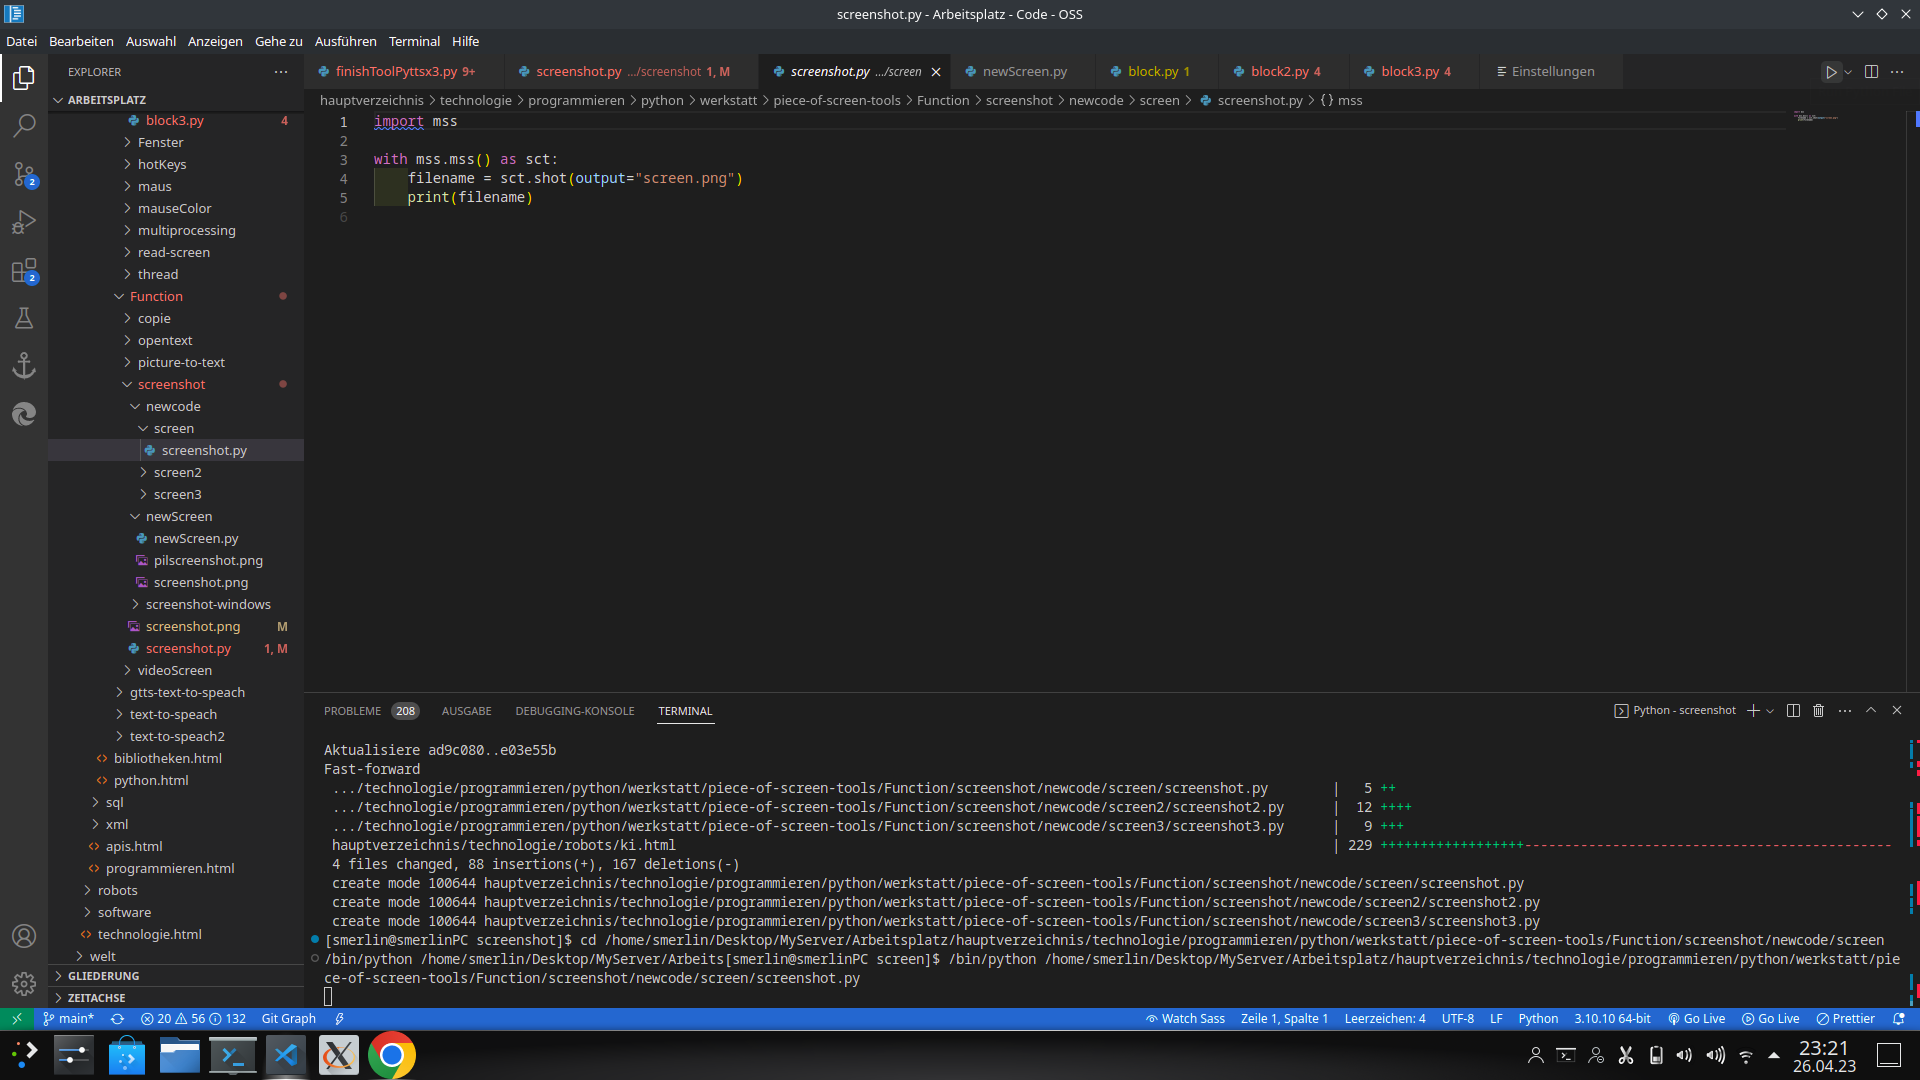 screenshot.py - Arbeitsplatz - Code - OSS
Datei Bearbeiten Auswahl Anzeigen Gehe zu Ausführen Terminal Hilfe
EXPLORER
ARBEITSPLATZ
block3.py 4
Fenster
hotKeys
maus
mauseColor
multiprocessing
read-screen
thread
Function
copie
opentext
picture-to-text
screenshot
newcode
screen
screenshot.py
screen2
screen3
newScreen
newScreen.py
pilscreenshot.png
screenshot.png
screenshot-windows
screenshot.png M
screenshot.py 1, M
videoScreen
gtts-text-to-speach
text-to-speach
text-to-speach2
bibliotheken.html
python.html
sql
xml
apis.html
programmieren.html
robots
software
technologie.html
welt
GLIEDERUNG
ZEITACHSE
2
2
finishToolPyttsx3.py 9+ screenshot.py .../screenshot 1, M screenshot.py .../screen newScreen.py block.py 1 block2.py 4 block3.py 4 Einstellungen
hauptverzeichnis > technologie > programmieren > python > werkstatt > piece-of-screen-tools > Function > screenshot > newcode > screen > screenshot.py > {} mss
1 import mss
2
3 with mss.mss() as sct:
4 filename = sct.shot(output="screen.png")
5 print(filename)
6
PROBLEME 208 AUSGABE DEBUGGING-KONSOLE TERMINAL
Python - screenshot
Aktualisiere ad9c080..e03e55b
Fast-forward
.../technologie/programmieren/python/werkstatt/piece-of-screen-tools/Function/screenshot/newcode/screen/screenshot.py | 5 ++
.../technologie/programmieren/python/werkstatt/piece-of-screen-tools/Function/screenshot/newcode/screen2/screenshot2.py | 12 ++++
.../technologie/programmieren/python/werkstatt/piece-of-screen-tools/Function/screenshot/newcode/screen3/screenshot3.py | 9 +++
hauptverzeichnis/technologie/robots/ki.html | 229 ++++++++++++++++++----------------------------------------------
4 files changed, 88 insertions(+), 167 deletions(-)
create mode 100644 hauptverzeichnis/technologie/programmieren/python/werkstatt/piece-of-screen-tools/Function/screenshot/newcode/screen/screenshot.py
create mode 100644 hauptverzeichnis/technologie/programmieren/python/werkstatt/piece-of-screen-tools/Function/screenshot/newcode/screen2/screenshot2.py
create mode 100644 hauptverzeichnis/technologie/programmieren/python/werkstatt/piece-of-screen-tools/Function/screenshot/newcode/screen3/screenshot3.py
[smerlin@smerlinPC screenshot]$ cd /home/smerlin/Desktop/MyServer/Arbeitsplatz/hauptverzeichnis/technologie/programmieren/python/werkstatt/piece-of-screen-tools/Function/screenshot/newcode/screen
/bin/python /home/smerlin/Desktop/MyServer/Arbeits[smerlin@smerlinPC screen]$ /bin/python /home/smerlin/Desktop/MyServer/Arbeitsplatz/hauptverzeichnis/technologie/programmieren/python/werkstatt/pie
ce-of-screen-tools/Function/screenshot/newcode/screen/screenshot.py
main* 20 56 132 Git Graph Watch Sass Zeile 1, Spalte 1 Leerzeichen: 4 UTF-8 LF Python 3.10.10 64-bit Go Live Go Live Prettier
23:21
26.04.23